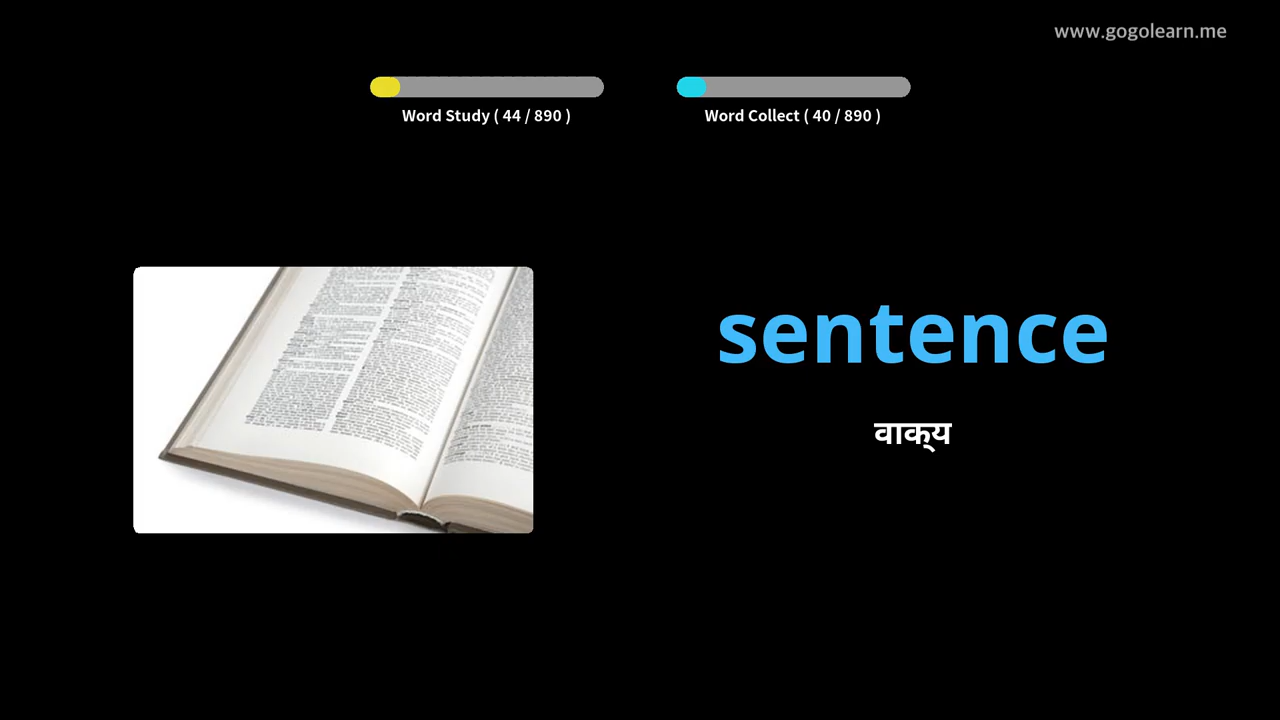 www.gogolearn.me
Word Study ( 44 / 890 )
Word Collect ( 40 / 890 )
sentence
वाक्य